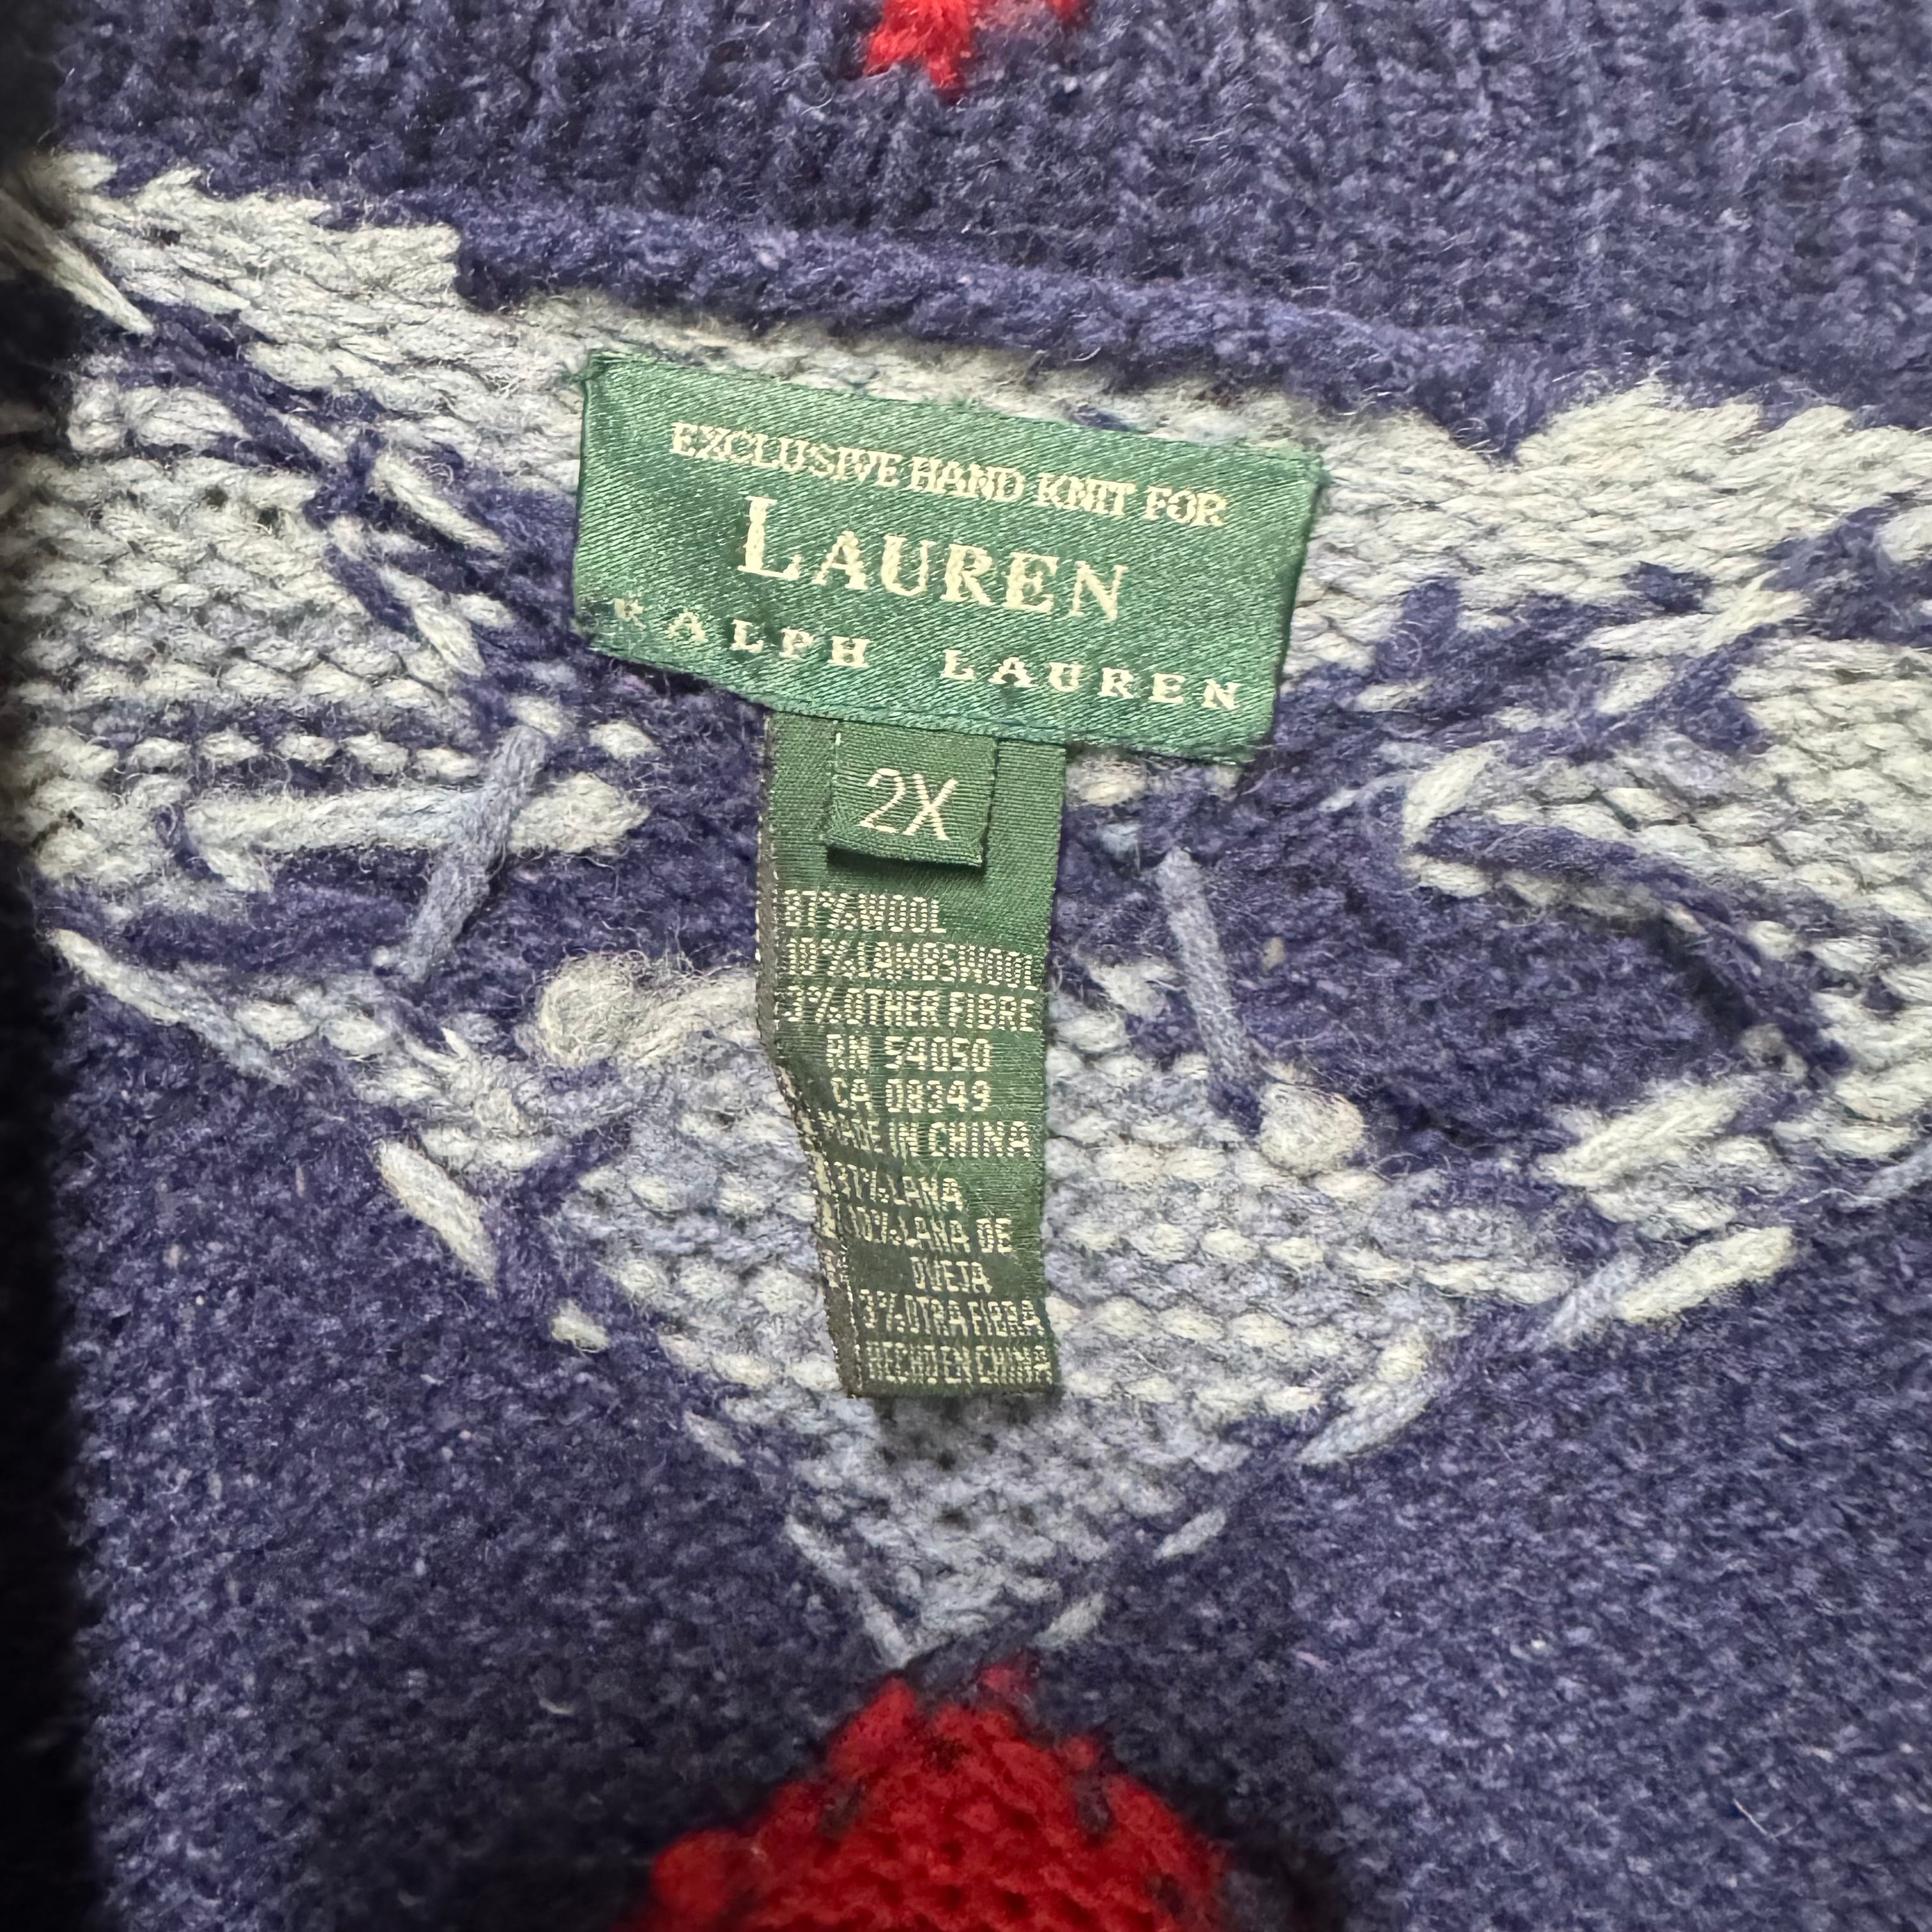 EXCLUSIVE HAND KNIT FOR
LAUREN
RALPH LAUREN
2X
87%WOOL
10%LAMBSWOOL
3%OTHER FIBRE
RN 54050
CA 08349
MADE IN CHINA
87%LANA
10%LANA DE
OVEJA
3%OTRA FIBRA
HECHO EN CHINA